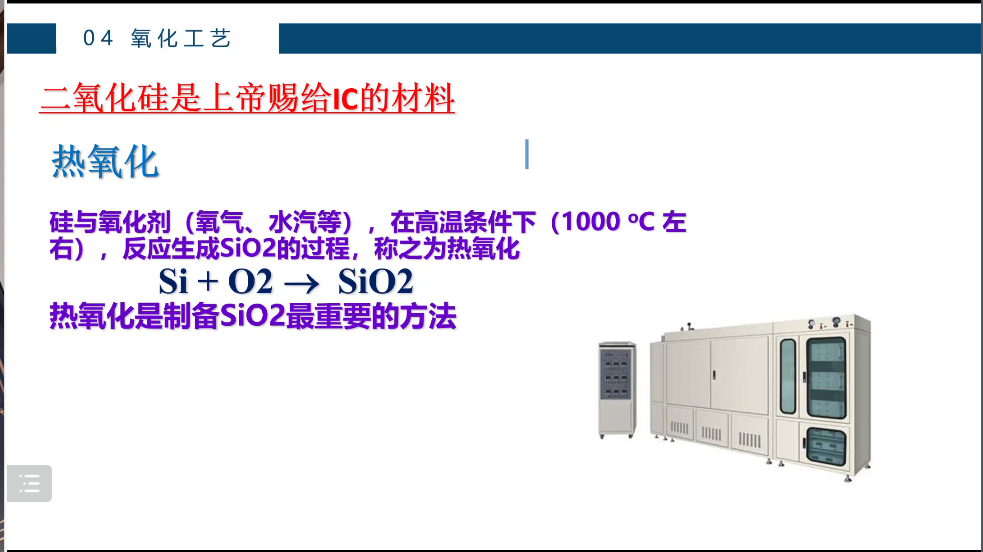 04 氧化工艺
二氧化硅是上帝赐给IC的材料
热氧化
硅与氧化剂（氧气、水汽等），在高温条件下（1000 ºC 左
右），反应生成SiO2的过程，称之为热氧化
Si + O2 → SiO2
热氧化是制备SiO2最重要的方法